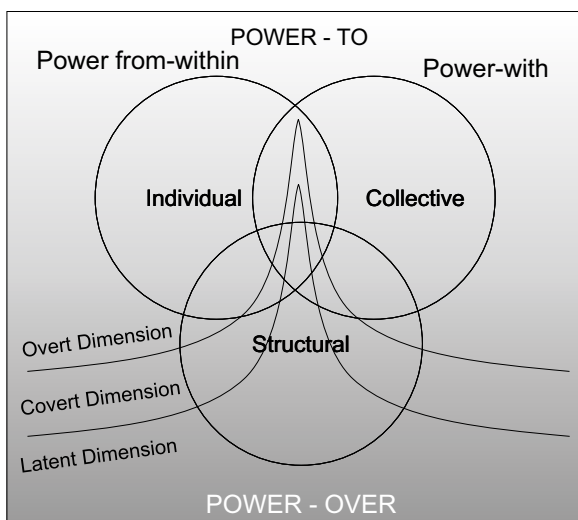 POWER - TO
Power from-within
Power-with
Individual
Collective
Overt Dimension
Structural
Covert Dimension
Latent Dimension
POWER - OVER